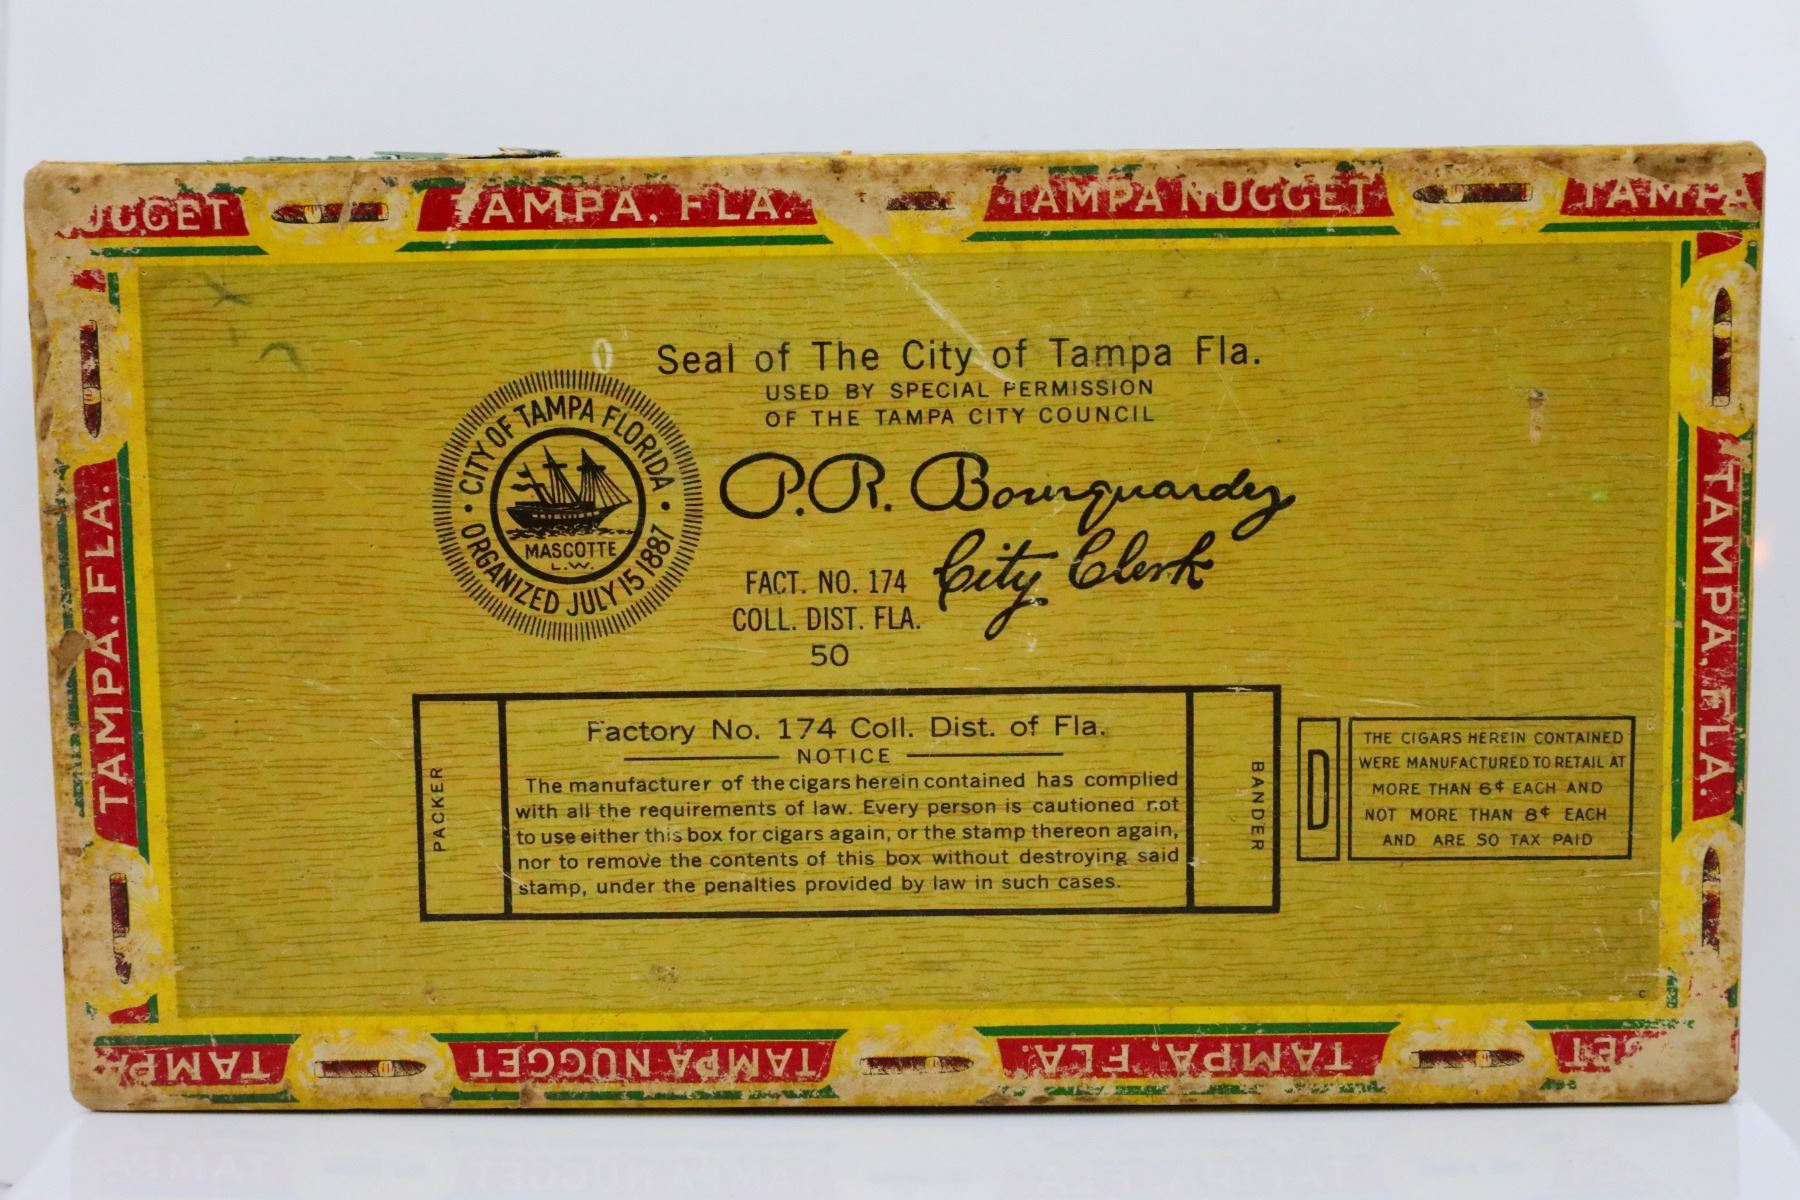 NUGGET
TAMPA, FLA.
TAMPA NUGGET
TAMPA
Seal of The City of Tampa Fla.
USED BY SPECIAL PERMISSION
OF THE TAMPA CITY COUNCIL
CITY OF TAMPA FLORIDA
ORGANIZED JULY 15 1887
MASCOTTE
L.W.
P.R. Bourquardez
City Clerk
FACT. NO. 174
COLL. DIST. FLA.
50
PACKER
Factory No. 174 Coll. Dist. of Fla.
NOTICE
The manufacturer of the cigars herein contained has complied
with all the requirements of law. Every person is cautioned not
to use either this box for cigars again, or the stamp thereon again,
nor to remove the contents of this box without destroying said
stamp, under the penalties provided by law in such cases.
BANDER
D
THE CIGARS HEREIN CONTAINED
WERE MANUFACTURED TO RETAIL AT
MORE THAN 6¢ EACH AND
NOT MORE THAN 8¢ EACH
AND ARE SO TAX PAID
C
TAMPA, FLA.
TAMPA, FLA.
TAMPA
TAMPA NUGGET
TAMPA, FLA.